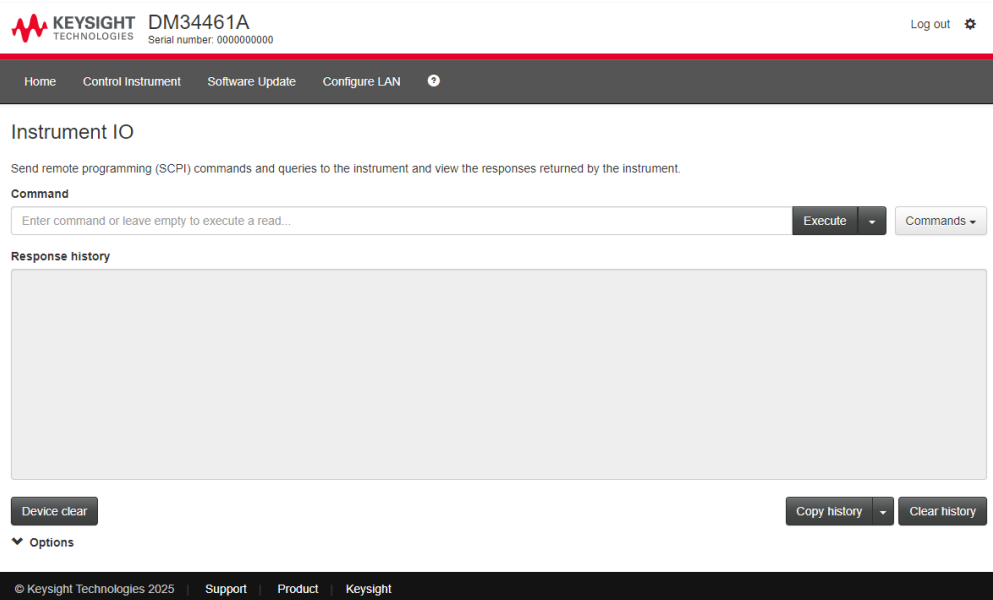 KEYSIGHT
TECHNOLOGIES
DM34461A
Serial number: 0000000000
Log out
Home Control Instrument Software Update Configure LAN ?
Instrument IO
Send remote programming (SCPI) commands and queries to the instrument and view the responses returned by the instrument.
Command
Enter command or leave empty to execute a read... Execute Commands
Response history
Device clear Copy history Clear history
Options
© Keysight Technologies 2025 | Support | Product | Keysight